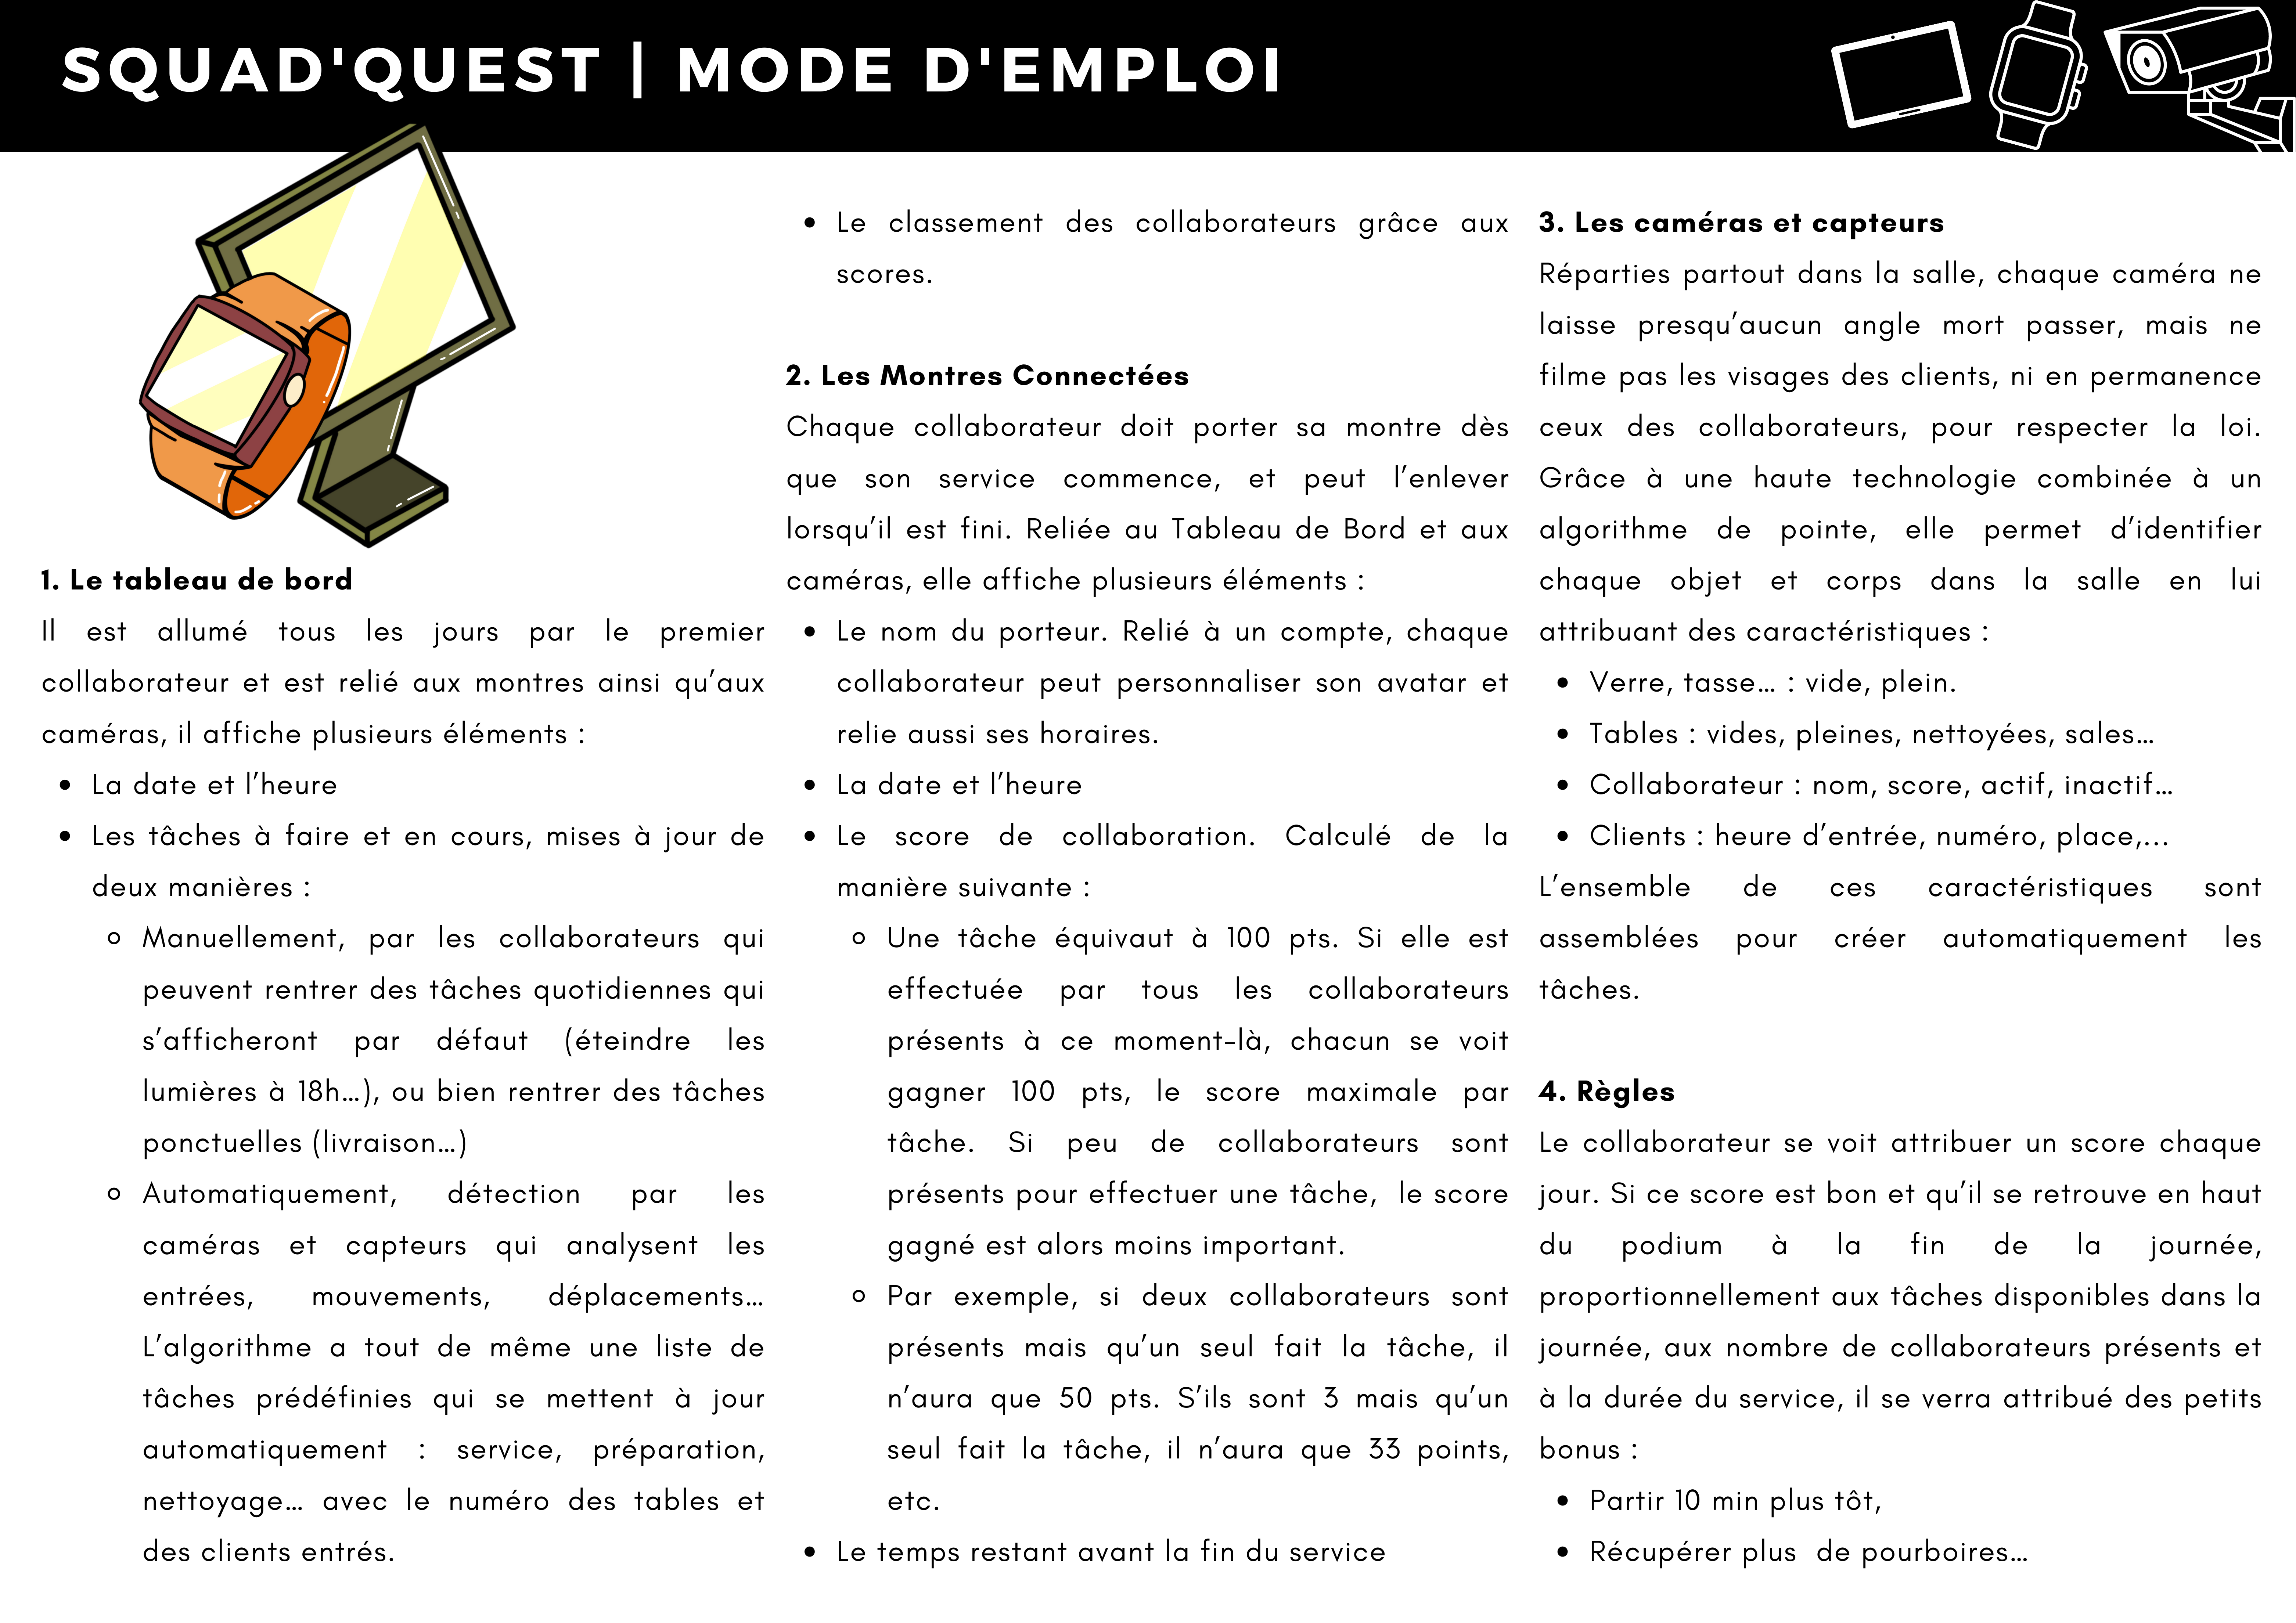 SQUAD'QUEST | MODE D'EMPLOI
1. Le tableau de bord
Il est allumé tous les jours par le premier
collaborateur et est relié aux montres ainsi qu'aux
caméras, il affiche plusieurs éléments :
• La date et l'heure
• Les tâches à faire et en cours, mises à jour de
deux manières :
◦ Manuellement, par les collaborateurs qui
peuvent rentrer des tâches quotidiennes qui
s'afficheront par défaut (éteindre les
lumières à 18h...), ou bien rentrer des tâches
ponctuelles (livraison...)
◦ Automatiquement, détection par les
caméras et capteurs qui analysent les
entrées, mouvements, déplacements...
L'algorithme a tout de même une liste de
tâches prédéfinies qui se mettent à jour
automatiquement : service, préparation,
nettoyage... avec le numéro des tables et
des clients entrés.
• Le classement des collaborateurs grâce aux
scores.
2. Les Montres Connectées
Chaque collaborateur doit porter sa montre dès
que son service commence, et peut l'enlever
lorsqu'il est fini. Reliée au Tableau de Bord et aux
caméras, elle affiche plusieurs éléments :
• Le nom du porteur. Relié à un compte, chaque
collaborateur peut personnaliser son avatar et
relie aussi ses horaires.
• La date et l'heure
• Le score de collaboration. Calculé de la
manière suivante :
◦ Une tâche équivaut à 100 pts. Si elle est
effectuée par tous les collaborateurs
présents à ce moment-là, chacun se voit
gagner 100 pts, le score maximale par
tâche. Si peu de collaborateurs sont
présents pour effectuer une tâche, le score
gagné est alors moins important.
◦ Par exemple, si deux collaborateurs sont
présents mais qu'un seul fait la tâche, il
n'aura que 50 pts. S'ils sont 3 mais qu'un
seul fait la tâche, il n'aura que 33 points,
etc.
• Le temps restant avant la fin du service
3. Les caméras et capteurs
Réparties partout dans la salle, chaque caméra ne
laisse presqu'aucun angle mort passer, mais ne
filme pas les visages des clients, ni en permanence
ceux des collaborateurs, pour respecter la loi.
Grâce à une haute technologie combinée à un
algorithme de pointe, elle permet d'identifier
chaque objet et corps dans la salle en lui
attribuant des caractéristiques :
• Verre, tasse... : vide, plein.
• Tables : vides, pleines, nettoyées, sales...
• Collaborateur : nom, score, actif, inactif...
• Clients : heure d'entrée, numéro, place,...
L'ensemble de ces caractéristiques sont
assemblées pour créer automatiquement les
tâches.
4. Règles
Le collaborateur se voit attribuer un score chaque
jour. Si ce score est bon et qu'il se retrouve en haut
du podium à la fin de la journée,
proportionnellement aux tâches disponibles dans la
journée, aux nombre de collaborateurs présents et
à la durée du service, il se verra attribué des petits
bonus :
• Partir 10 min plus tôt,
• Récupérer plus de pourboires...